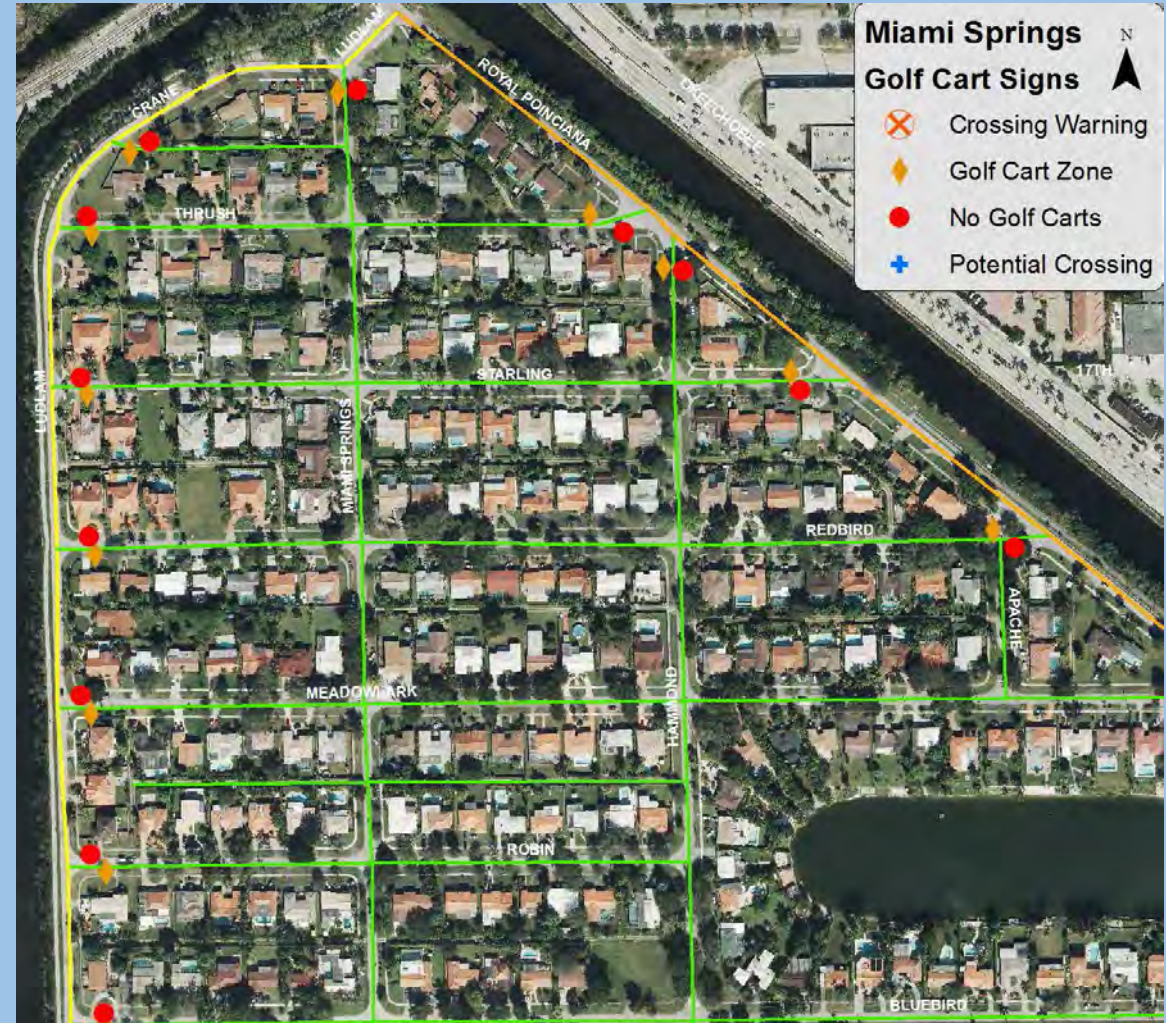 Miami Springs
N
Golf Cart Signs
Crossing Warning
Golf Cart Zone
No Golf Carts
Potential Crossing
LUDLAM
ROYAL POINCIANA
OKEECHOBEE
CRANE
THRUSH
17TH
STARLING
LUDLAM
MIAMI SPRINGS
REDBIRD
APACHE
HAMMOND
MEADOWLARK
ROBIN
BLUEBIRD